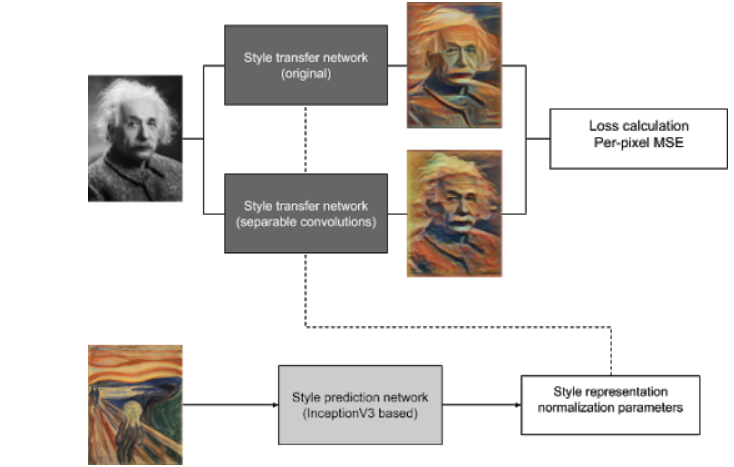 Style transfer network
(original)
Loss calculation
Per-pixel MSE
Style transfer network
(separable convolutions)
Style prediction network
(InceptionV3 based)
Style representation
normalization parameters